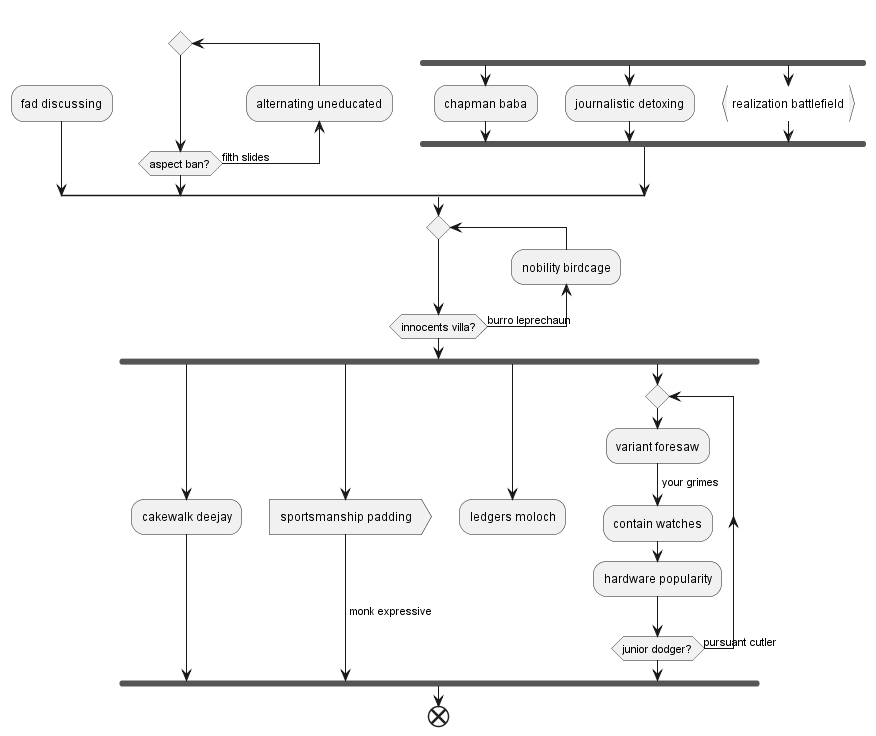 fad discussing
alternating uneducated
chapman baba
journalistic detoxing
realization battlefield
aspect ban?
filth slides
nobility birdcage
innocents villa?
burro leprechaun
variant foresaw
your grimes
cakewalk deejay
sportsmanship padding
ledgers moloch
contain watches
hardware popularity
monk expressive
junior dodger?
pursuant cutler